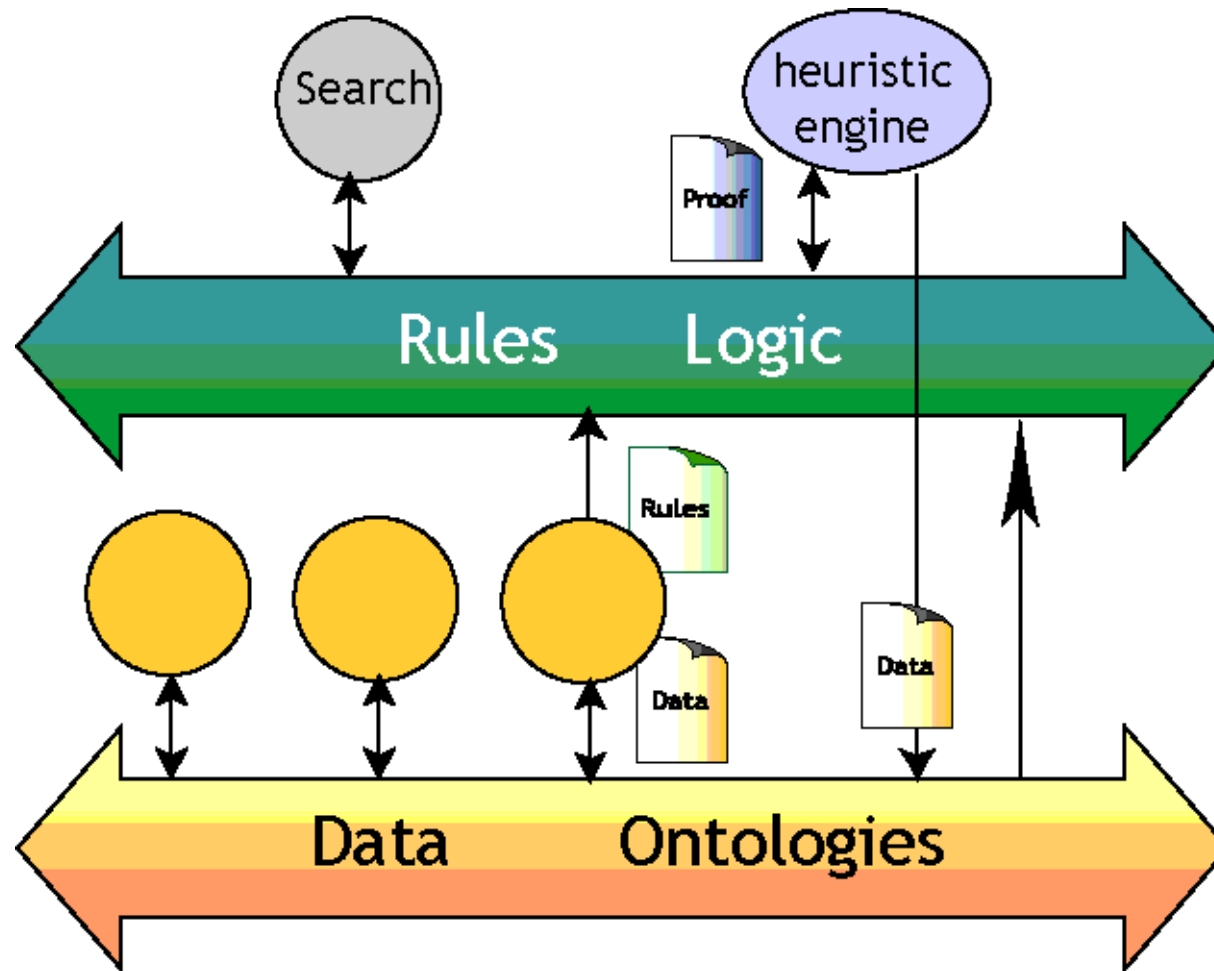 Search
heuristic
engine
Proof
Rules Logic
Rules
Data
Data
Data Ontologies